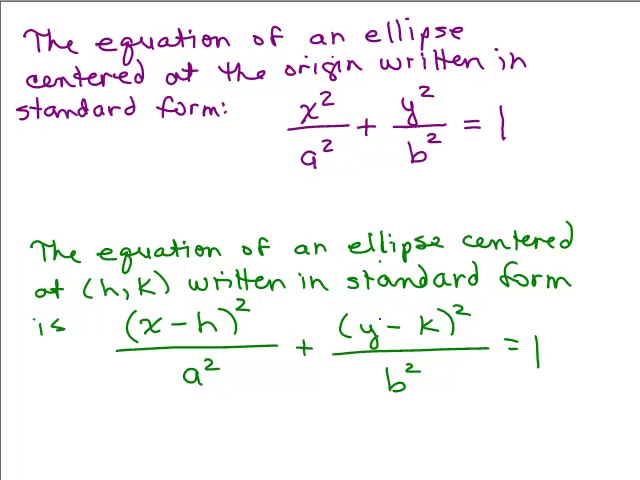 The equation of an ellipse
centered at the origin written in
standard form:
x²/a² + y²/b² = 1
The equation of an ellipse centered
at (h, k) written in standard form
is (x - h)²/a² + (y - k)²/b² = 1